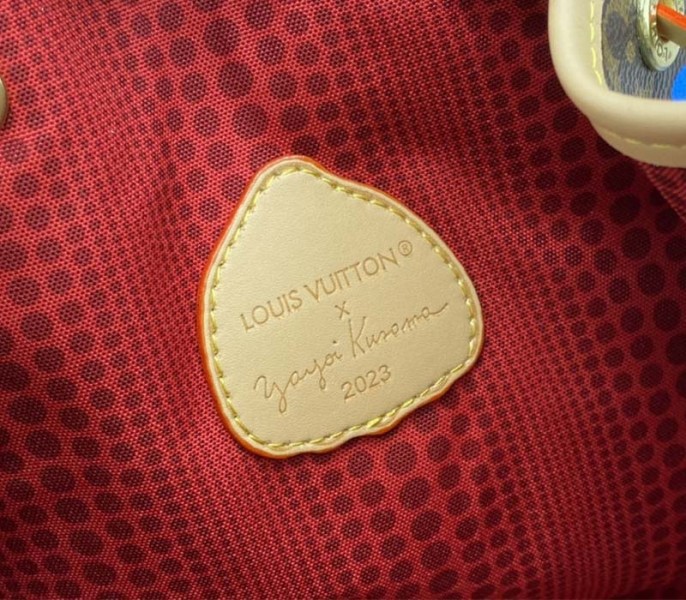 LOUIS VUITTON®
X
Yayoi Kusama
2023